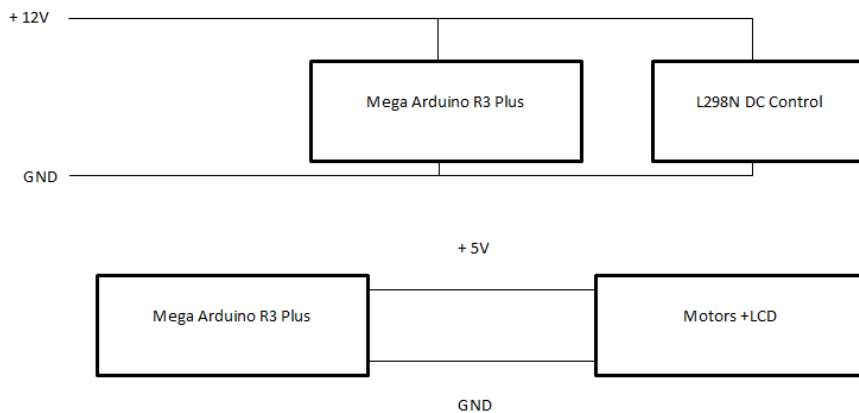 + 12V
Mega Arduino R3 Plus
L298N DC Control
GND
+ 5V
Mega Arduino R3 Plus
Motors +LCD
GND